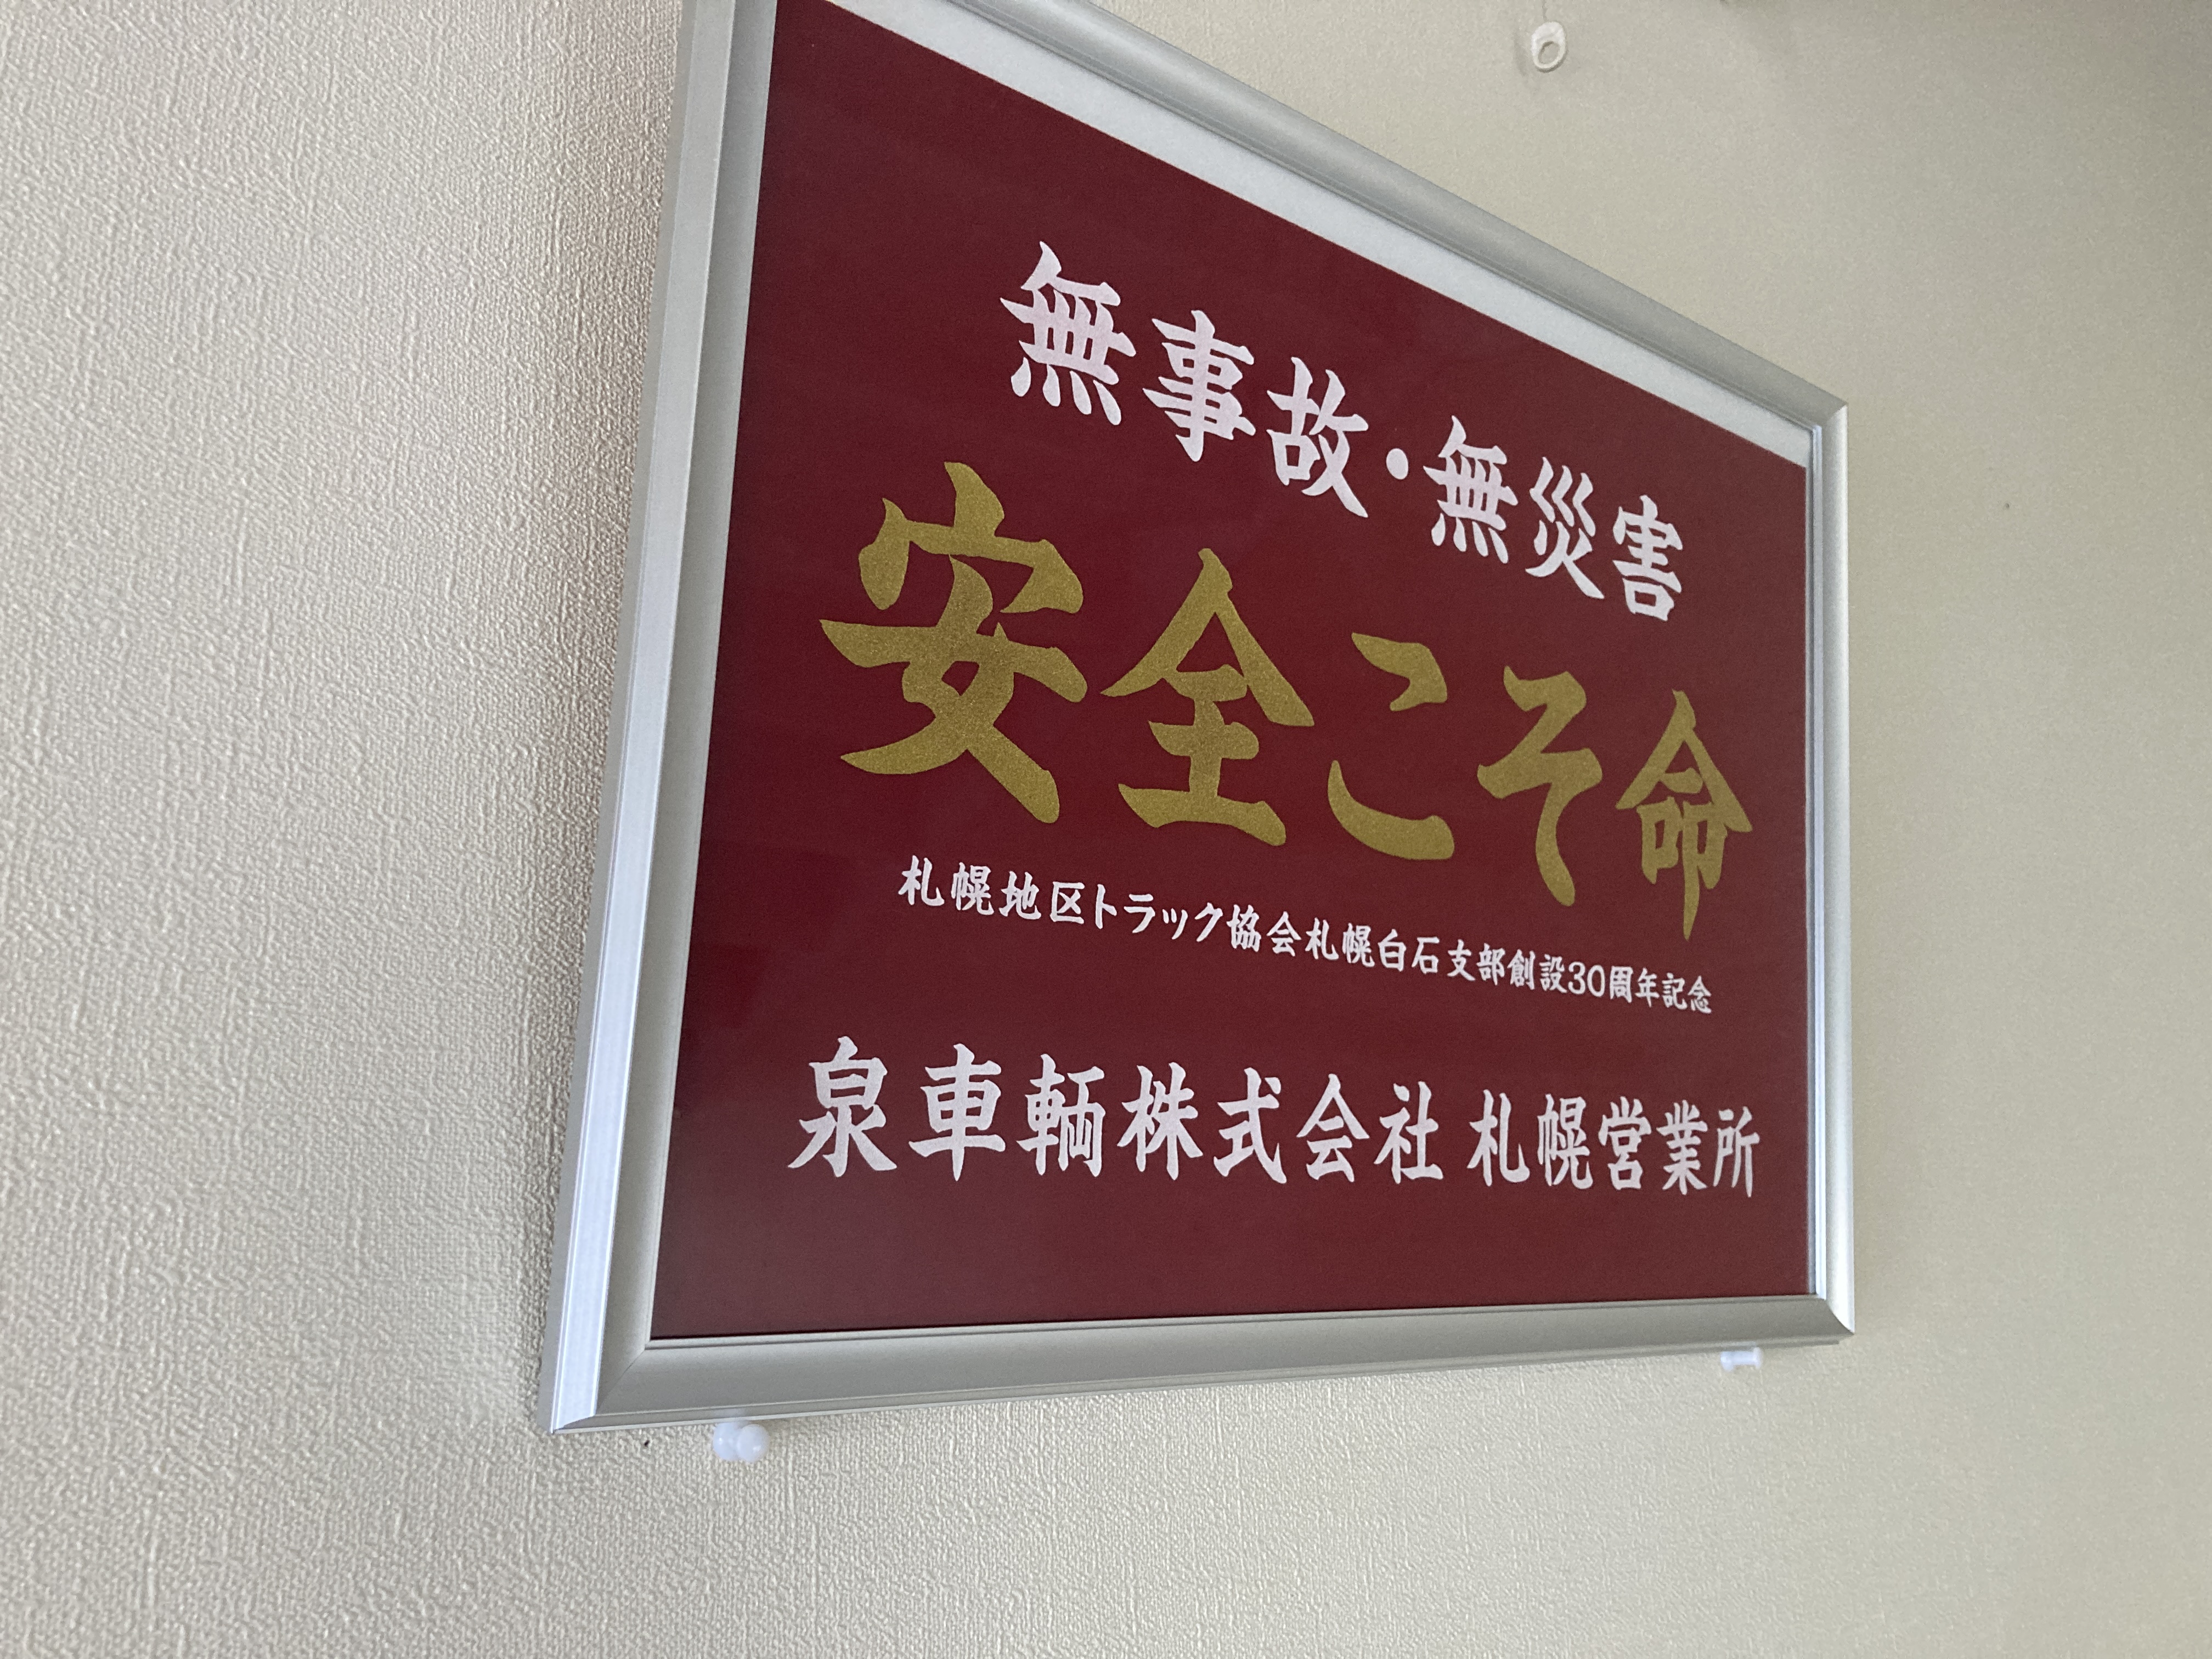 無事故・無災害
安全こそ命
札幌地区トラック協会札幌白石支部創設30周年記念
泉車輌株式会社 札幌営業所